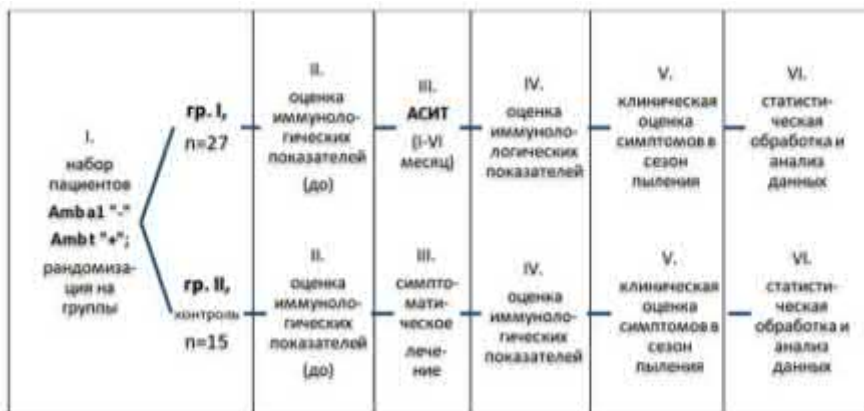 I.
набор
пациентов
Amba1 "-"
Ambt "+";
рандомиза-
ция на
группы
гр. I,
n=27
II.
оценка
иммуноло-
гических
показателей
(до)
III.
АСИТ
(I-VI
месяц)
IV.
оценка
иммуноло-
логических
показателей
V.
клиническая
оценка
симптомов в
сезон
пыления
VI.
статисти-
ческая
обработка и
анализ
данных
гр. II,
контроль
n=15
II.
оценка
иммуноло-
гических
показателей
(до)
III.
симпто-
мати-
ческое
лече-
ние
IV.
оценка
иммуноло-
логических
показателей
V.
клиническая
оценка
симптомов в
сезон
пыления
VI.
статисти-
ческая
обработка и
анализ
данных